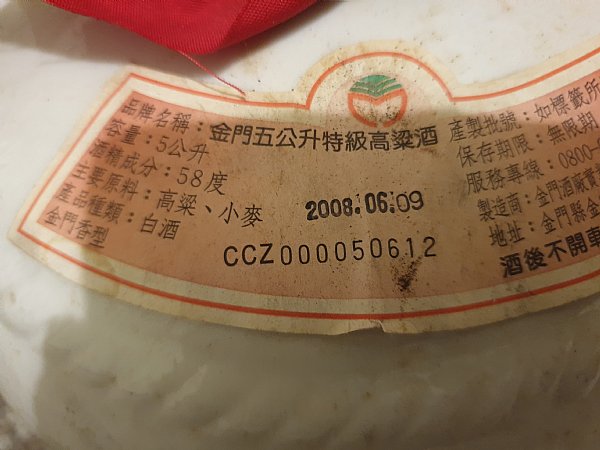 品牌名稱：金門五公升特級高粱酒
容量：5公升
酒精成分：58度
主要原料：高粱、小麥
產品種類：白酒
金門香型
2008.06.09
CCZ000050612
產製批號：如標籤所
保存期限：無限期
服務專線：0800-
製造商：金門酒廠實
地址：金門縣金
酒後不開車